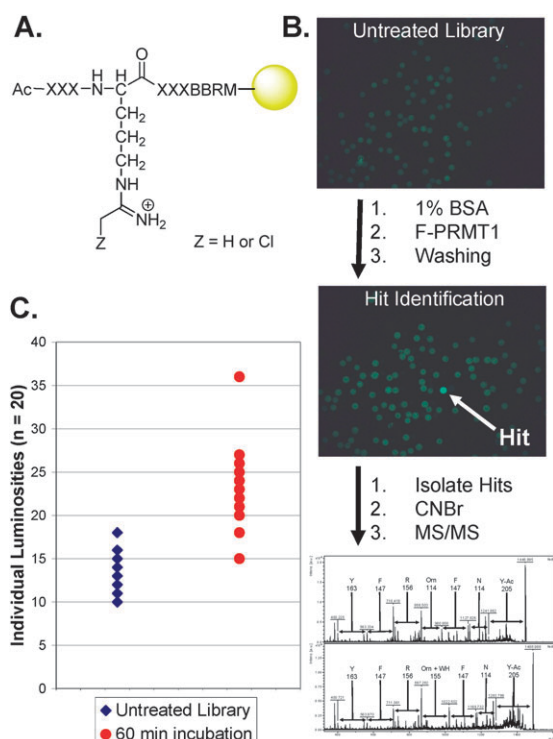 A.
Ac
XXX
N
H
H
O
XXXBBRM
CH2
CH2
CH2
NH
NH2
Z
Z = H or Cl
B.
Untreated Library
1. 1% BSA
2. F-PRMT1
3. Washing
Hit Identification
Hit
1. Isolate Hits
2. CNBr
3. MS/MS
Y F R Orn F N Y-Ac
163 147 156 114 147 114 205
Y F R Orn + WH F N Y-Ac
163 147 156 155 147 114 205
C.
Individual Luminosities (n = 20)
40
35
30
25
20
15
10
5
0
Untreated Library
60 min incubation